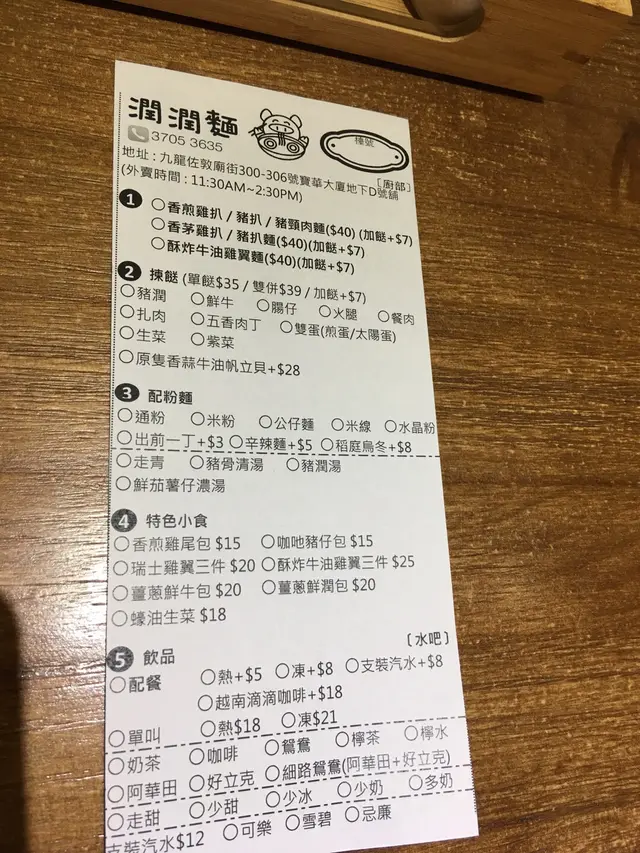 潤潤麵
3705 3635
檯號
地址 : 九龍佐敦廟街300-306號寶華大廈地下D號舖
(外賣時間 : 11:30AM~2:30PM)
[廚部]
1 ○香煎雞扒 / 豬扒 / 豬頸肉麵($40) (加餸+$7)
○香茅雞扒 / 豬扒麵($40)(加餸+$7)
○酥炸牛油雞翼麵($40)(加餸+$7)
2 揀餸 (單餸$35 / 雙併$39 / 加餸+$7)
○豬潤 ○鮮牛 ○腸仔 ○火腿 ○餐肉
○扎肉 ○五香肉丁 ○雙蛋(煎蛋/太陽蛋)
○生菜 ○紫菜
○原隻香蒜牛油帆立貝+$28
3 配粉麵
○通粉 ○米粉 ○公仔麵 ○米線 ○水晶粉
○出前一丁+$3 ○辛辣麵+$5 ○稻庭烏冬+$8
○走青 ○豬骨清湯 ○豬潤湯
○鮮茄薯仔濃湯
4 特色小食
○香煎雞尾包 $15 ○咖吔豬仔包 $15
○瑞士雞翼三件 $20 ○酥炸牛油雞翼三件 $25
○薑蔥鮮牛包 $20 ○薑蔥鮮潤包 $20
○蠔油生菜 $18
[水吧]
5 飲品
○配餐 ○熱+$5 ○凍+$8 ○支裝汽水+$8
○越南滴滴咖啡+$18
○單叫 ○熱$18 ○凍$21
○奶茶 ○咖啡 ○鴛鴦 ○檸茶 ○檸水
○阿華田 ○好立克 ○細路鴛鴦(阿華田+好立克)
○走甜 ○少甜 ○少冰 ○少奶 ○多奶
支裝汽水$12 ○可樂 ○雪碧 ○忌廉